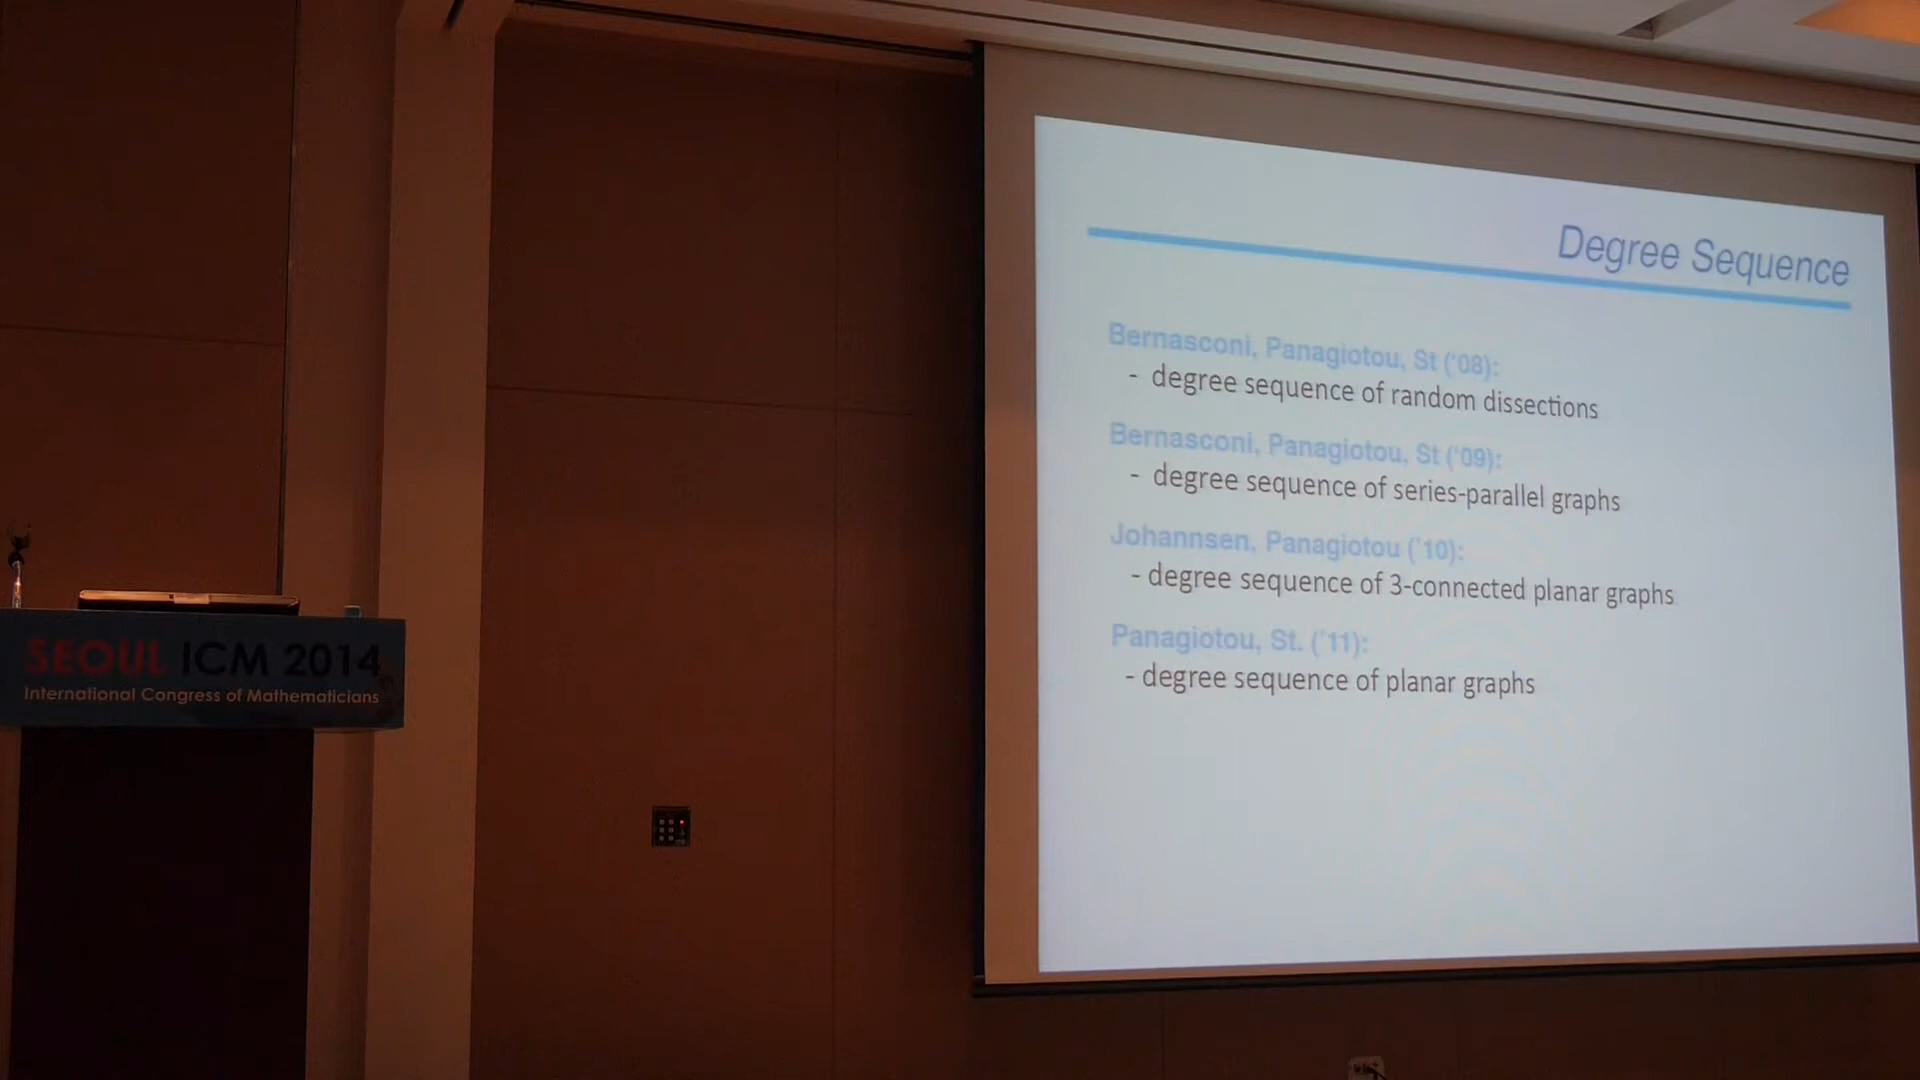 Degree Sequence
Bernasconi, Panagiotou, St ('08):
- degree sequence of random dissections
Bernasconi, Panagiotou, St ('09):
- degree sequence of series-parallel graphs
Johannsen, Panagiotou ('10):
- degree sequence of 3-connected planar graphs
Panagiotou, St. ('11):
- degree sequence of planar graphs
SEOUL ICM 2014
International Congress of Mathematicians